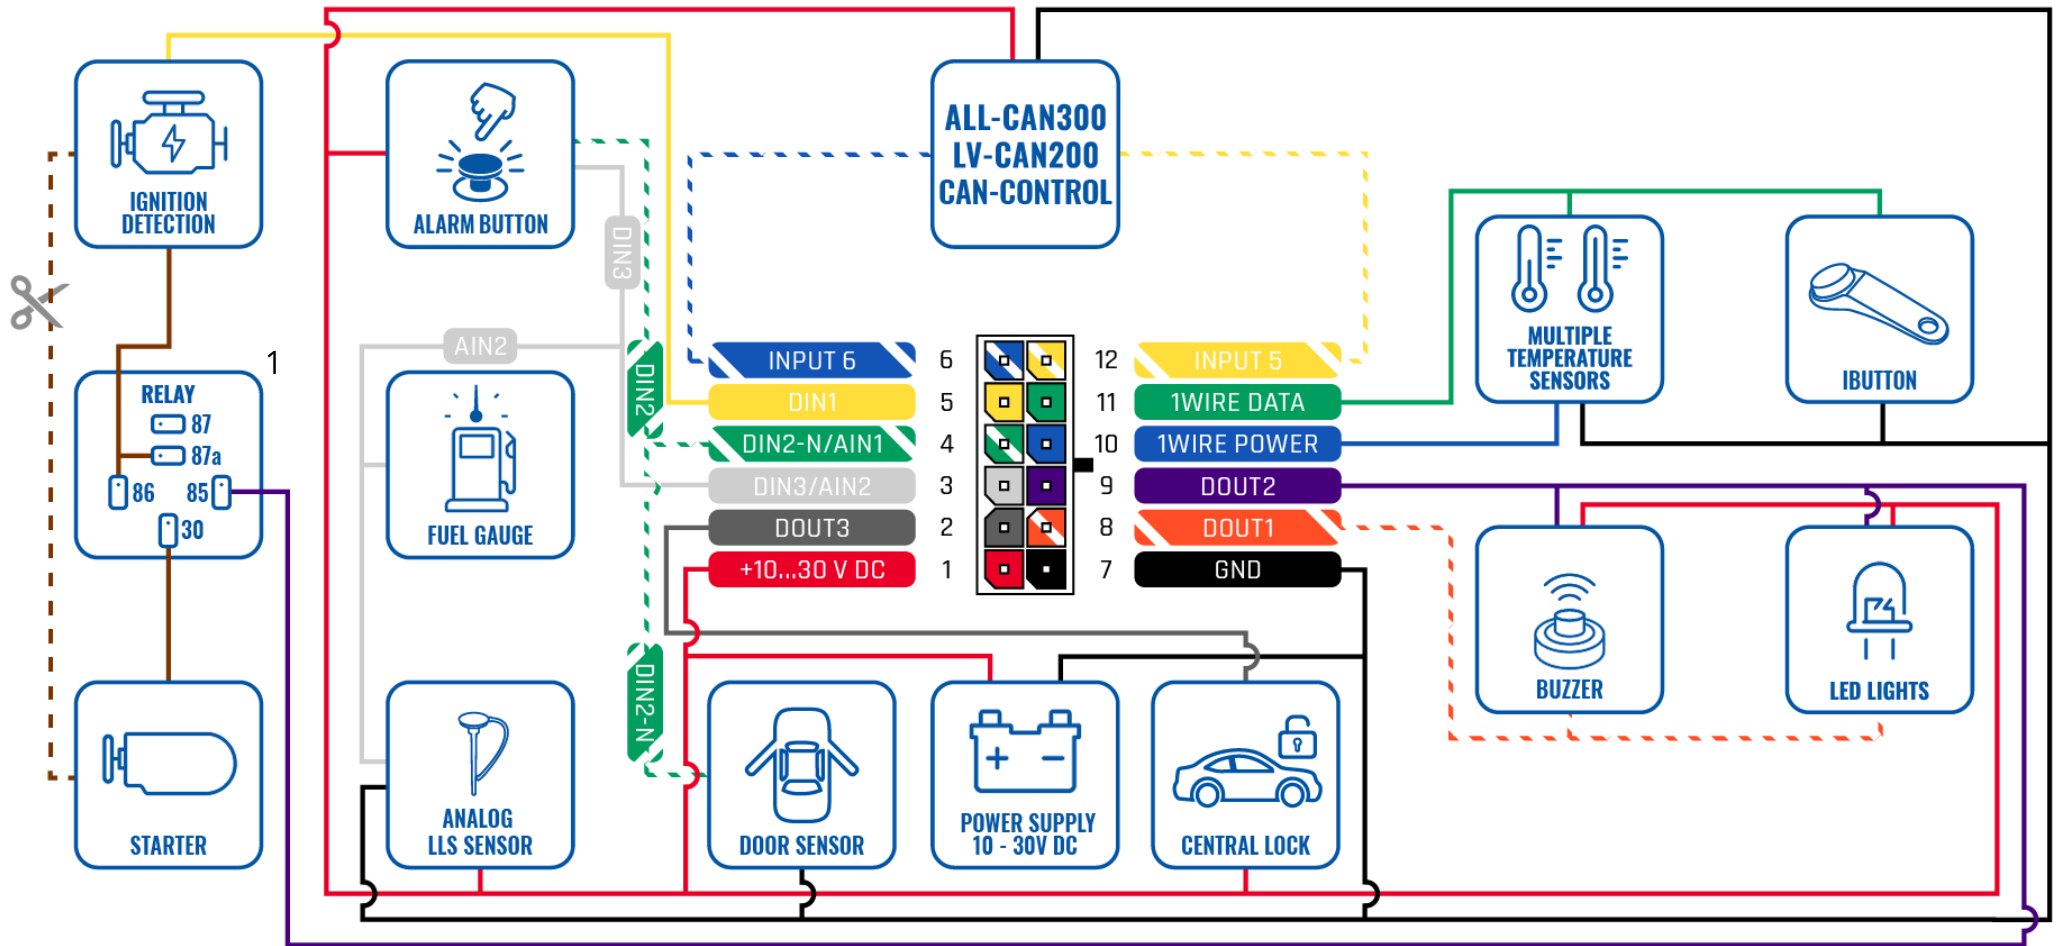 IGNITION
DETECTION
ALARM BUTTON
ALL-CAN300
LV-CAN200
CAN-CONTROL
DIN3
MULTIPLE
TEMPERATURE
SENSORS
IBUTTON
1
RELAY
87
87a
86
85
30
AIN2
FUEL GAUGE
DIN2
INPUT 6 6 12 INPUT 5
DIN1 5 11 1WIRE DATA
DIN2-N/AIN1 4 10 1WIRE POWER
DIN3/AIN2 3 9 DOUT2
DOUT3 2 8 DOUT1
+10...30 V DC 1 7 GND
BUZZER
LED LIGHTS
DIN2-N
STARTER
ANALOG
LLS SENSOR
DOOR SENSOR
POWER SUPPLY
10 - 30V DC
CENTRAL LOCK